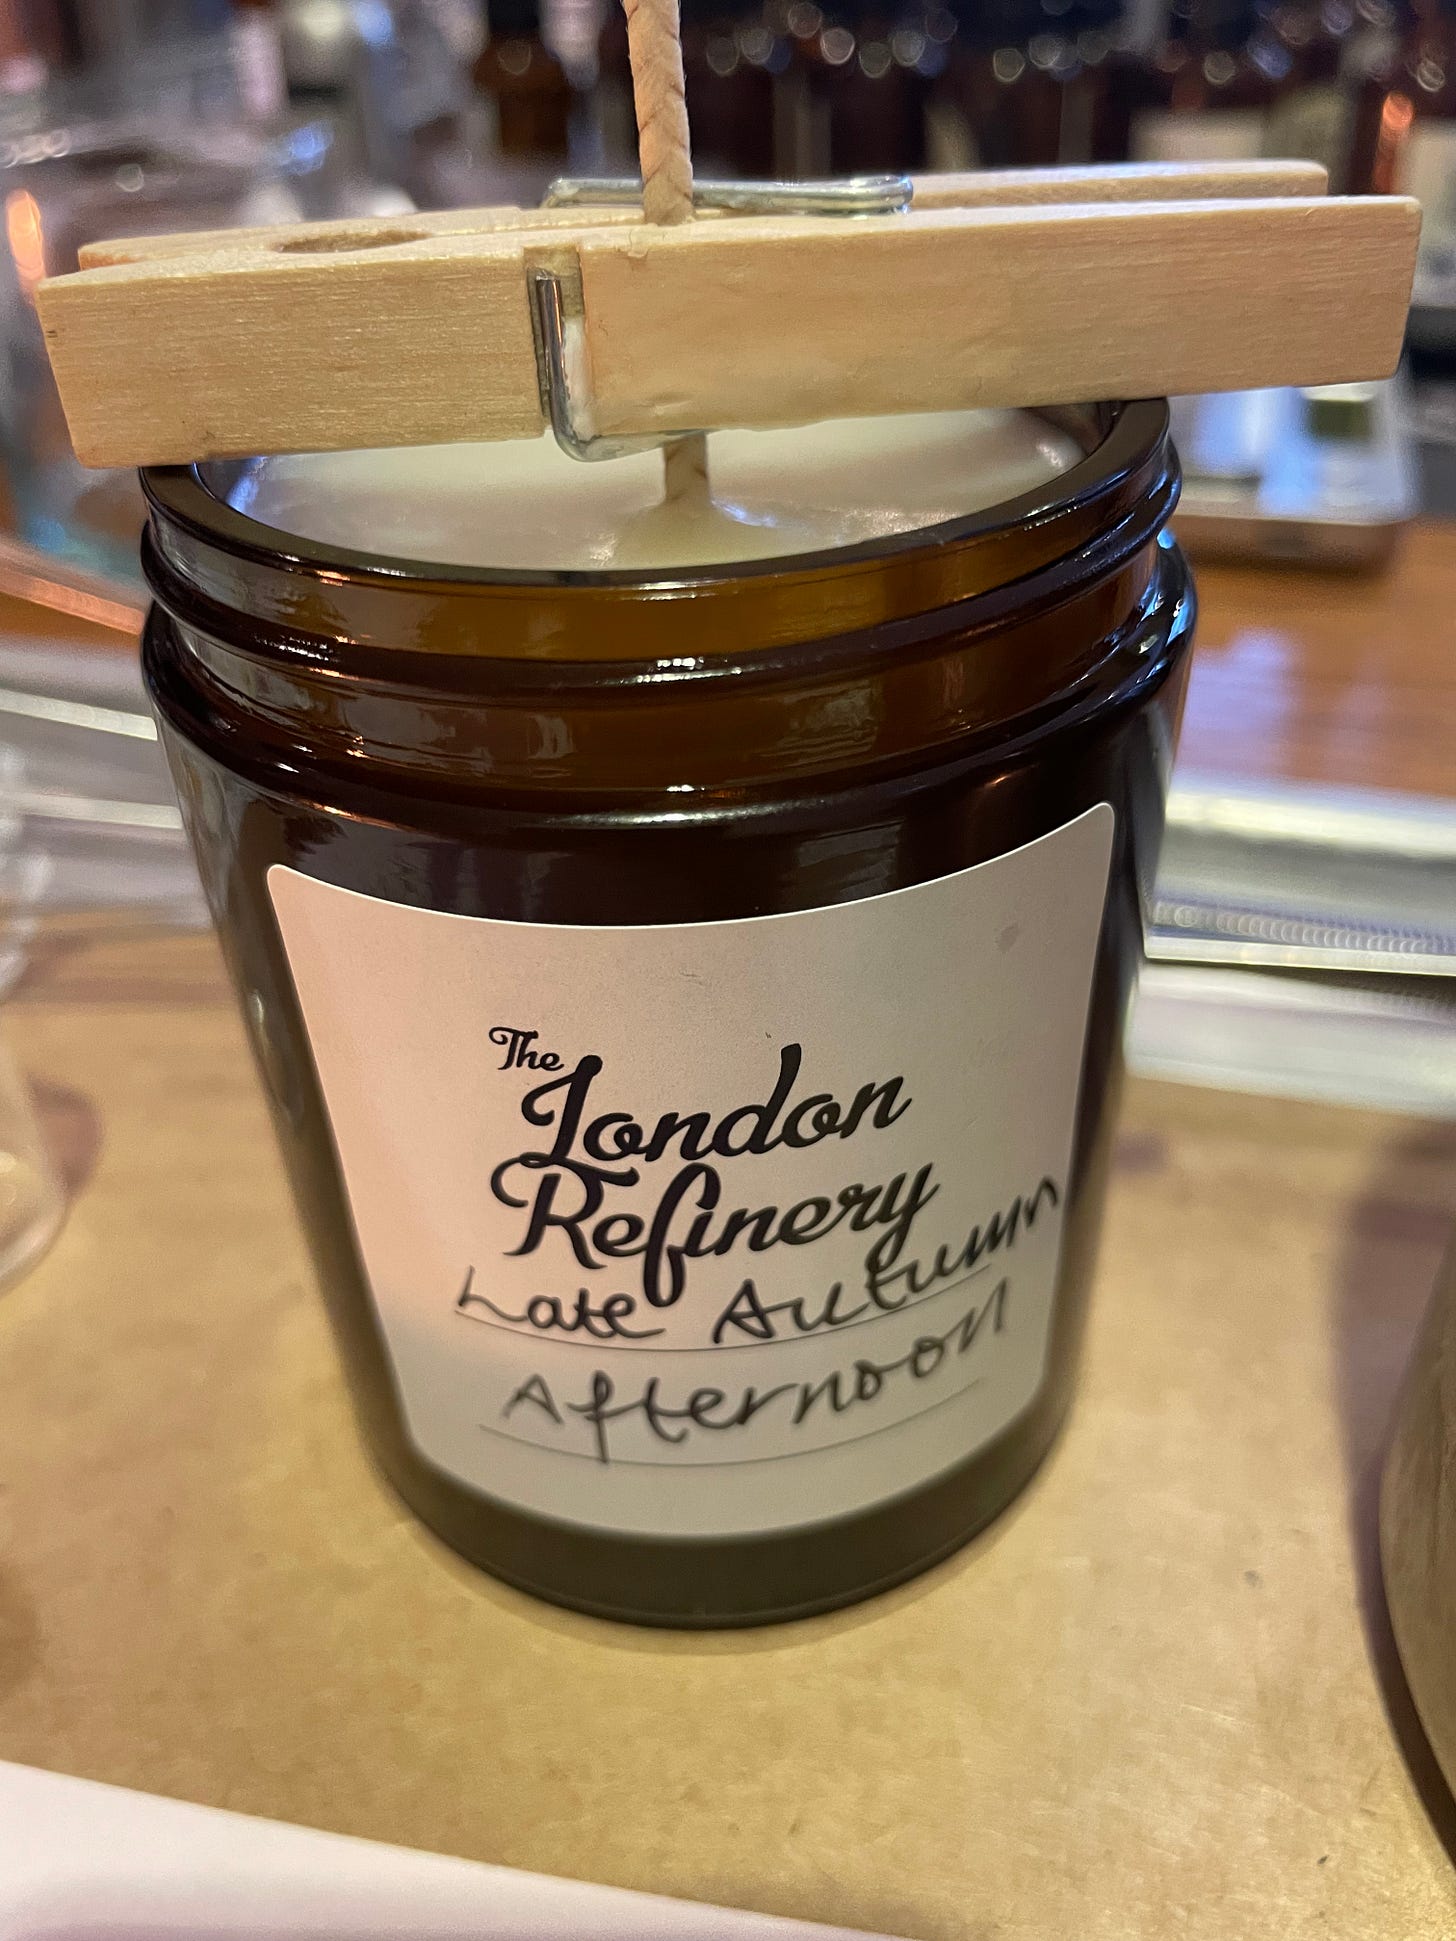 The
London
Refinery
Late Autumn
Afternoon